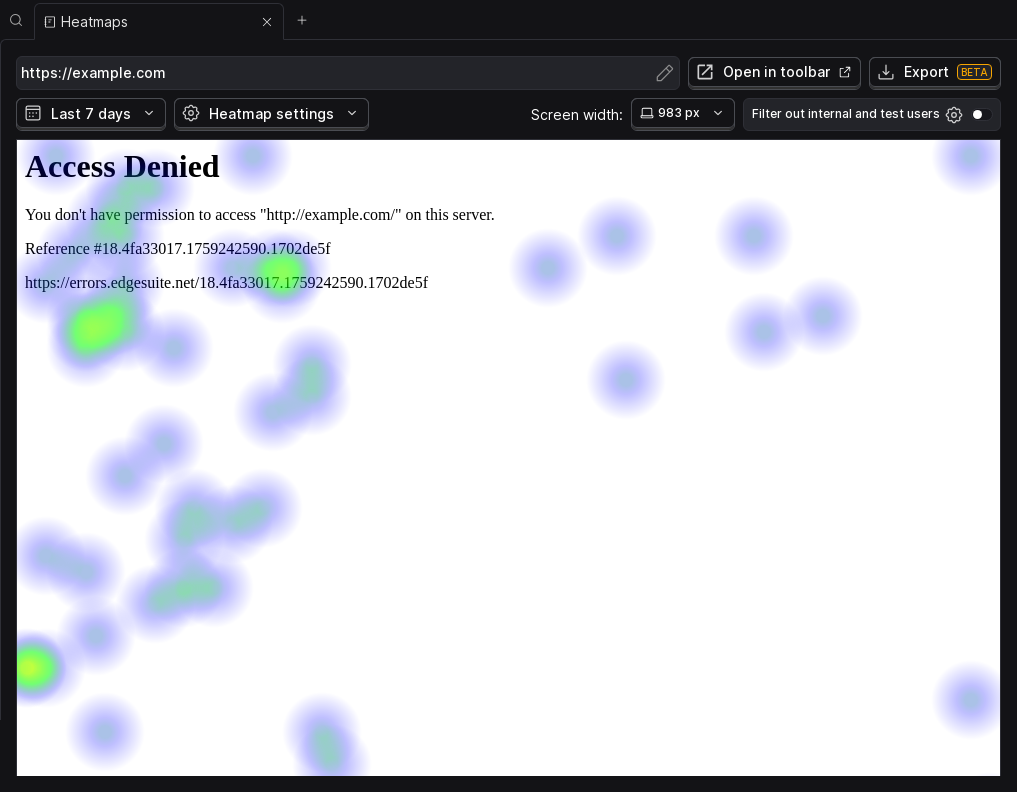 Heatmaps
https://example.com
Open in toolbar
Export BETA
Last 7 days
Heatmap settings
Screen width:
983 px
Filter out internal and test users
Access Denied
You don't have permission to access "http://example.com/" on this server.
Reference #18.4fa33017.1759242590.1702de5f
https://errors.edgesuite.net/18.4fa33017.1759242590.1702de5f